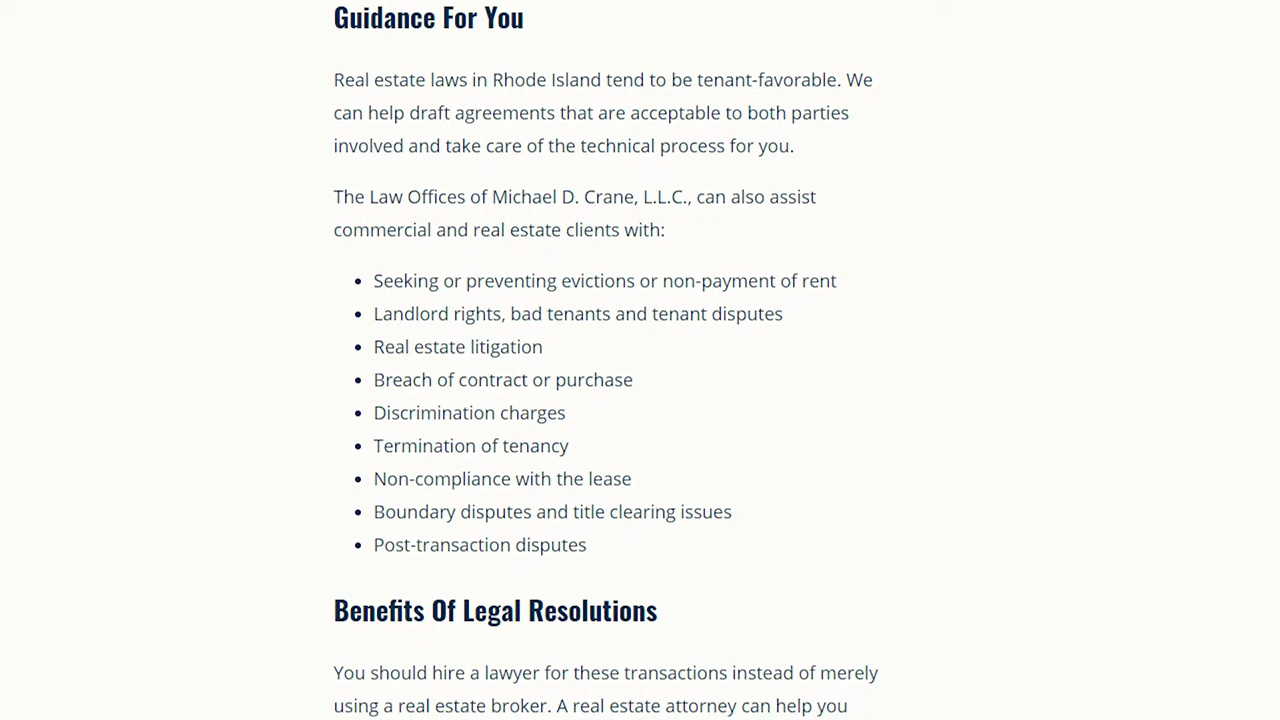 Guidance For You
Real estate laws in Rhode Island tend to be tenant-favorable. We
can help draft agreements that are acceptable to both parties
involved and take care of the technical process for you.
The Law Offices of Michael D. Crane, L.L.C., can also assist
commercial and real estate clients with:
• Seeking or preventing evictions or non-payment of rent
• Landlord rights, bad tenants and tenant disputes
• Real estate litigation
• Breach of contract or purchase
• Discrimination charges
• Termination of tenancy
• Non-compliance with the lease
• Boundary disputes and title clearing issues
• Post-transaction disputes
Benefits Of Legal Resolutions
You should hire a lawyer for these transactions instead of merely
using a real estate broker. A real estate attorney can help you